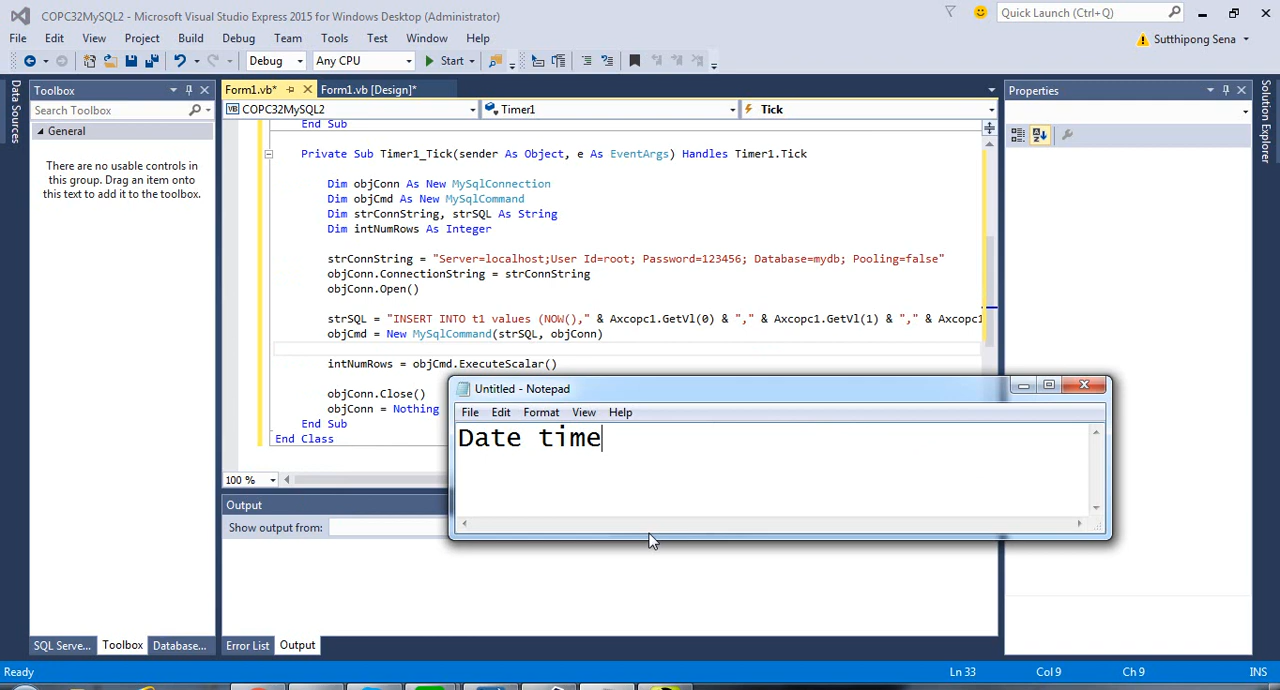 COPC32MySQL2 - Microsoft Visual Studio Express 2015 for Windows Desktop (Administrator)
Quick Launch (Ctrl+Q)
File Edit View Project Build Debug Team Tools Test Window Help
Sutthipong Sena
Debug Any CPU Start
Data Sources
Toolbox
Search Toolbox
General
There are no usable controls in
this group. Drag an item onto
this text to add it to the toolbox.
Form1.vb* Form1.vb [Design]*
COPC32MySQL2 Timer1 Tick
End Sub
Private Sub Timer1_Tick(sender As Object, e As EventArgs) Handles Timer1.Tick
Dim objConn As New MySqlConnection
Dim objCmd As New MySqlCommand
Dim strConnString, strSQL As String
Dim intNumRows As Integer
strConnString = "Server=localhost;User Id=root; Password=123456; Database=mydb; Pooling=false"
objConn.ConnectionString = strConnString
objConn.Open()
strSQL = "INSERT INTO t1 values (NOW()," & Axcopc1.GetVl(0) & "," & Axcopc1.GetVl(1) & "," & Axcopc1
objCmd = New MySqlCommand(strSQL, objConn)
intNumRows = objCmd.ExecuteScalar()
objConn.Close()
objConn = Nothing
End Sub
End Class
100 %
Untitled - Notepad
File Edit Format View Help
Date time
Output
Show output from:
Properties
Solution Explorer
SQL Serve... Toolbox Database...
Error List Output
Ready Ln 33 Col 9 Ch 9 INS